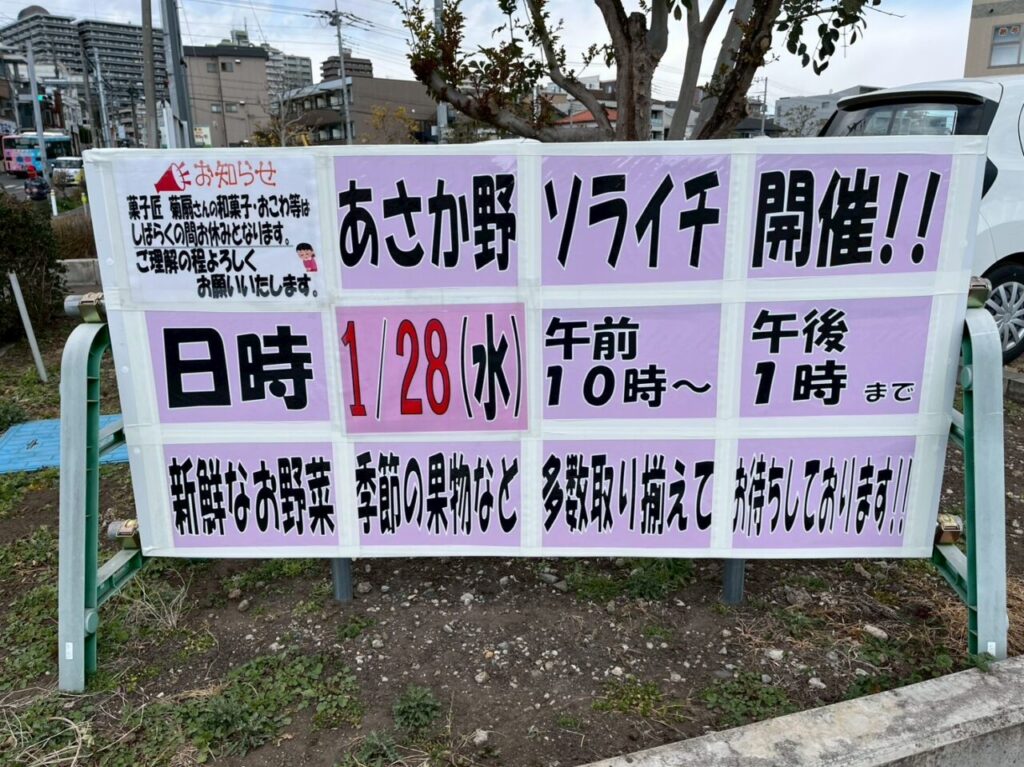 お知らせ
菓子匠 菊扇さんの和菓子・おこわ等は
しばらくの間お休みとなります。
ご理解の程よろしく
お願いいたします。
あさか野 ソライチ 開催!!
日時 1/28(水) 午前10時～ 午後1時まで
新鮮なお野菜 季節の果物など 多数取り揃えて お待ちしております!!